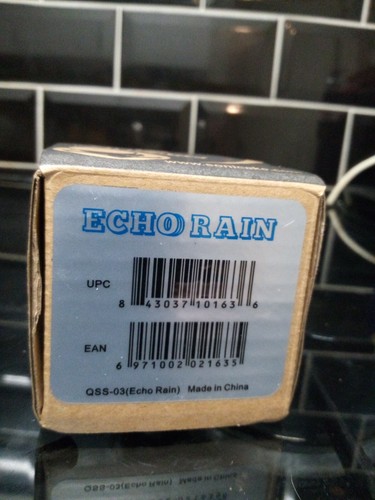 ECHO RAIN
UPC
8 43037 10163 6
EAN
6 971002 021635
QSS-03(Echo Rain) Made in China